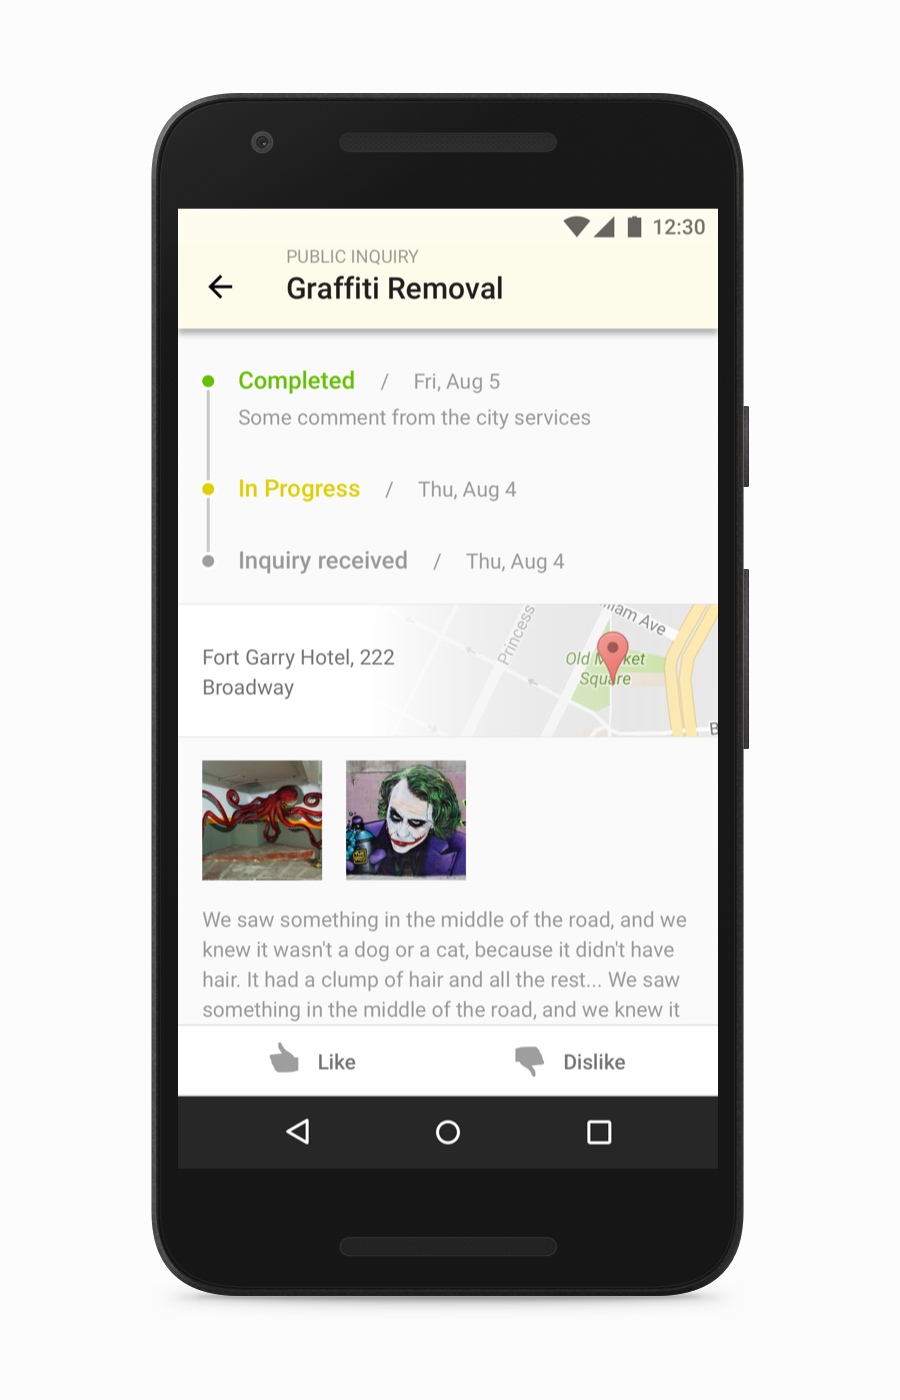 12:30
PUBLIC INQUIRY
Graffiti Removal
Completed / Fri, Aug 5
Some comment from the city services
In Progress / Thu, Aug 4
Inquiry received / Thu, Aug 4
Fort Garry Hotel, 222
Broadway
Princess
Ave
Old Market
Square
We saw something in the middle of the road, and we
knew it wasn't a dog or a cat, because it didn't have
hair. It had a clump of hair and all the rest... We saw
something in the middle of the road, and we knew it
Like
Dislike